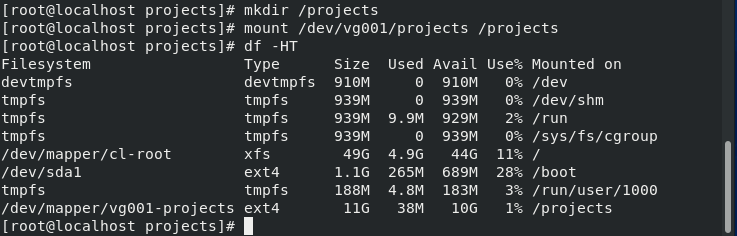 [root@localhost projects]# mkdir /projects
[root@localhost projects]# mount /dev/vg001/projects /projects
[root@localhost projects]# df -HT
Filesystem                 Type      Size  Used Avail Use% Mounted on
devtmpfs                   devtmpfs  910M     0  910M   0% /dev
tmpfs                      tmpfs     939M     0  939M   0% /dev/shm
tmpfs                      tmpfs     939M  9.9M  929M   2% /run
tmpfs                      tmpfs     939M     0  939M   0% /sys/fs/cgroup
/dev/mapper/cl-root        xfs        49G  4.9G   44G  11% /
/dev/sda1                  ext4      1.1G  265M  689M  28% /boot
tmpfs                      tmpfs     188M  4.8M  183M   3% /run/user/1000
/dev/mapper/vg001-projects ext4       11G   38M   10G   1% /projects
[root@localhost projects]#